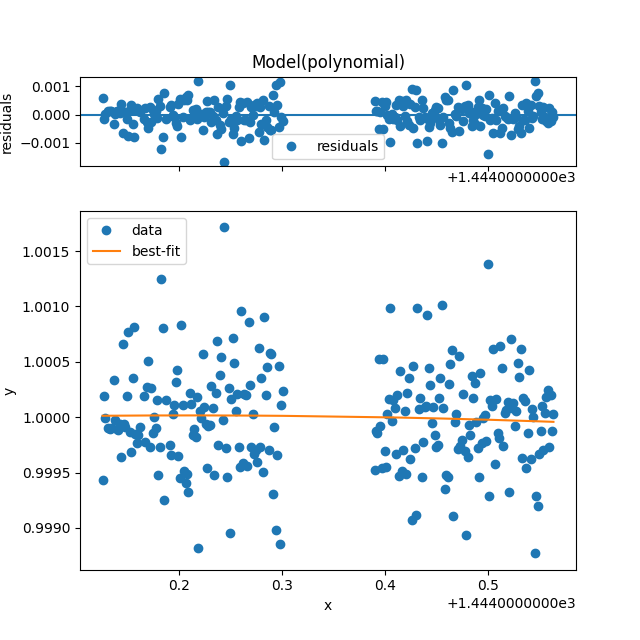 Model(polynomial)
residuals
0.001
0.000
−0.001
residuals
+1.4440000000e3
y
1.0015
1.0010
1.0005
1.0000
0.9995
0.9990
data
best-fit
0.2
0.3
0.4
0.5
x
+1.4440000000e3